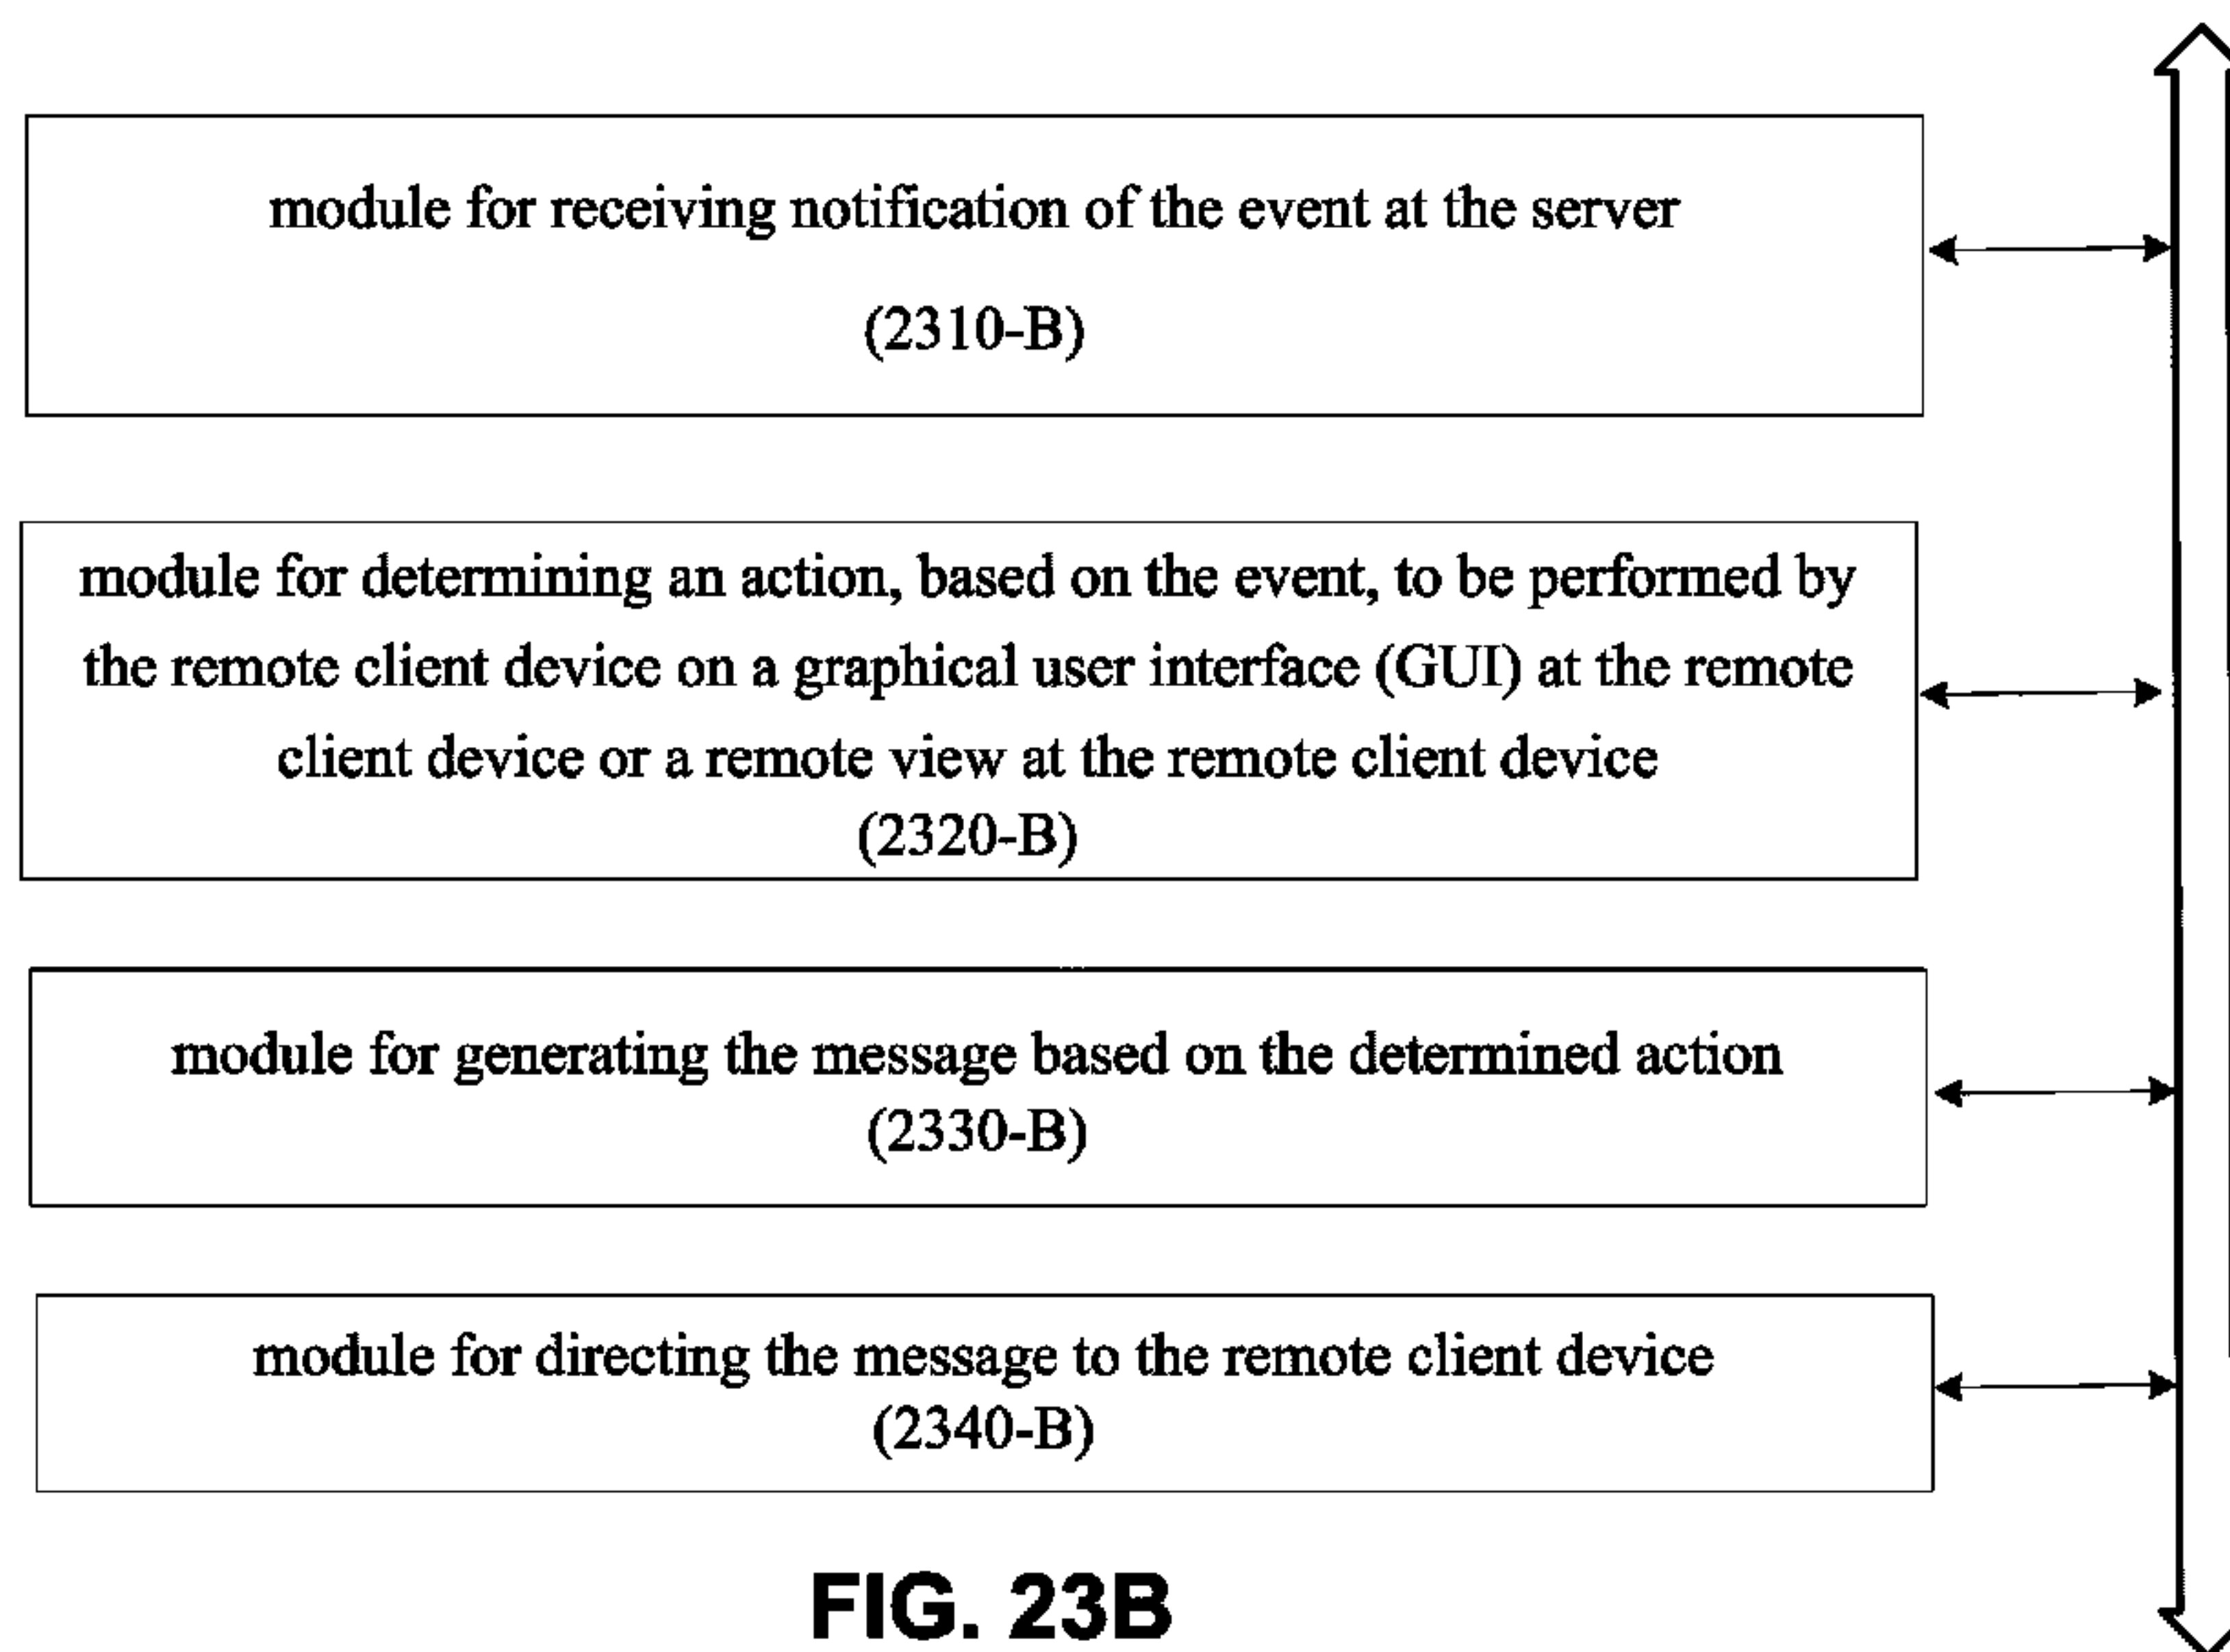 module for receiving notification of the event at the server
(2310-B)
module for determining an action, based on the event, to be performed by
the remote client device on a graphical user interface (GUI) at the remote
client device or a remote view at the remote client device
(2320-B)
module for generating the message based on the determined action
(2330-B)
module for directing the message to the remote client device
(2340-B)
FIG. 23B